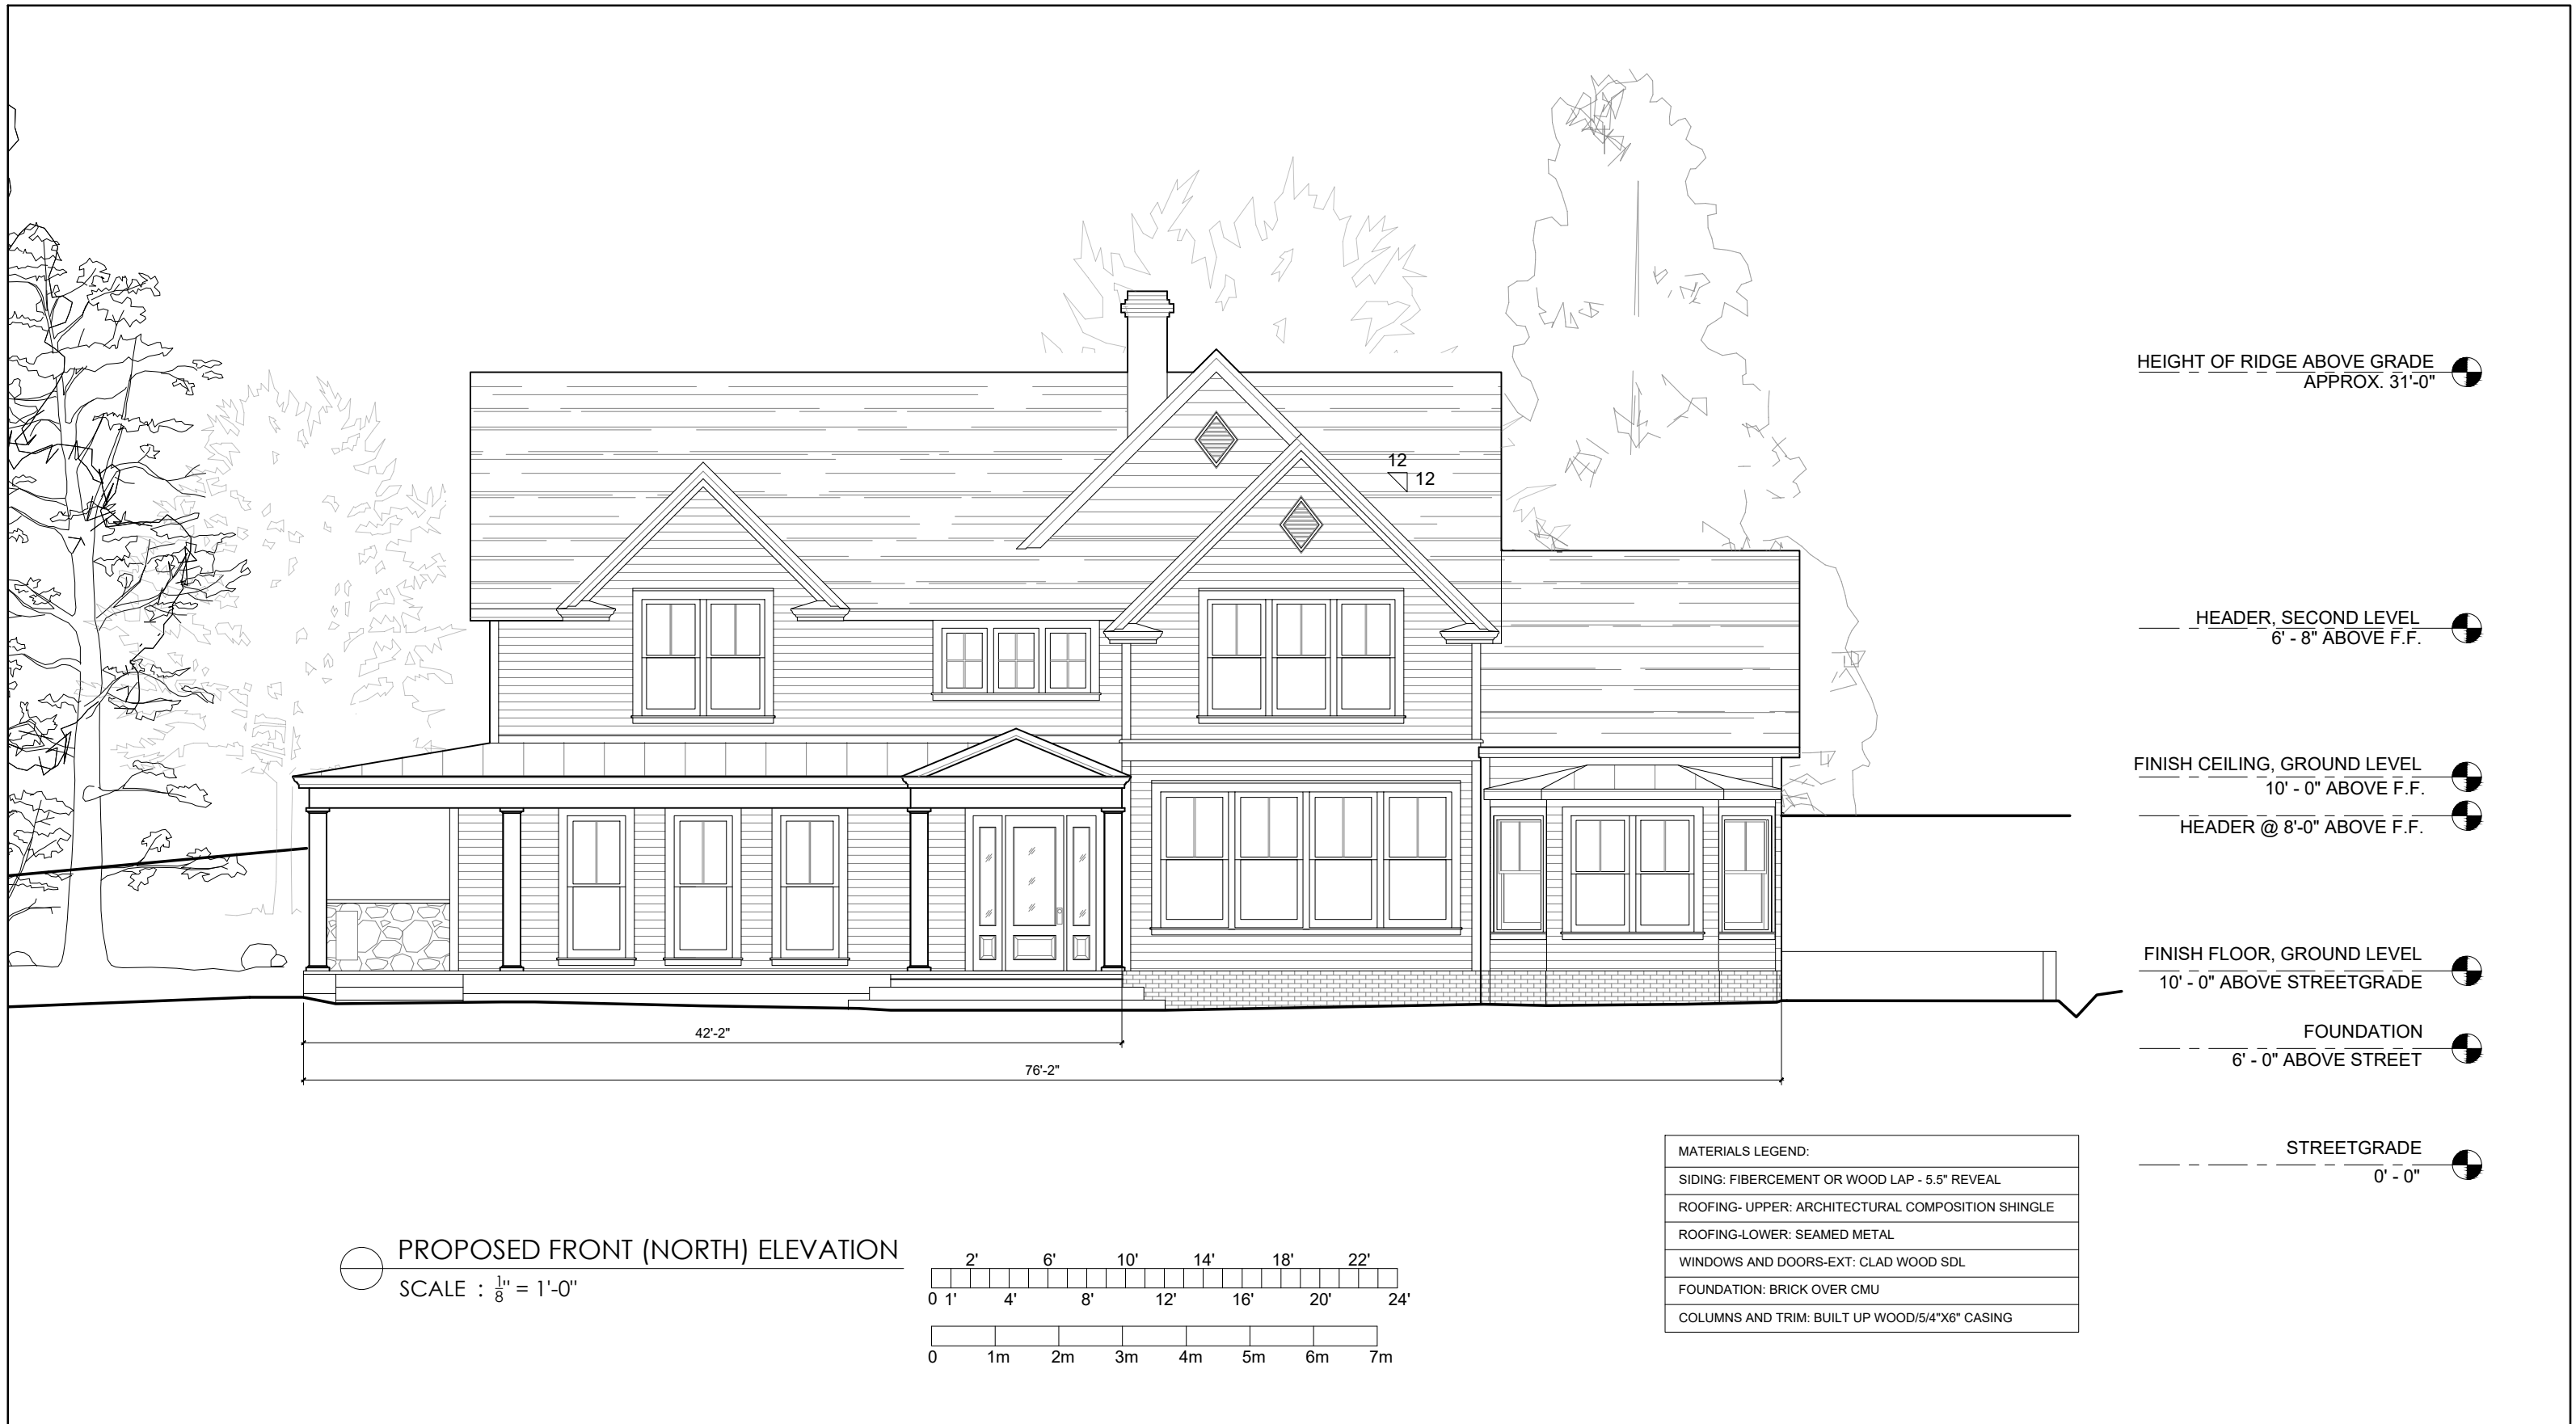 HEIGHT OF RIDGE ABOVE GRADE
APPROX. 31'-0"
12
12
HEADER, SECOND LEVEL
6' - 8" ABOVE F.F.
FINISH CEILING, GROUND LEVEL
10' - 0" ABOVE F.F.
HEADER @ 8'-0" ABOVE F.F.
FINISH FLOOR, GROUND LEVEL
10' - 0" ABOVE STREETGRADE
FOUNDATION
6' - 0" ABOVE STREET
STREETGRADE
0' - 0"
42'-2"
76'-2"
MATERIALS LEGEND:
SIDING: FIBERCEMENT OR WOOD LAP - 5.5" REVEAL
ROOFING- UPPER: ARCHITECTURAL COMPOSITION SHINGLE
ROOFING-LOWER: SEAMED METAL
WINDOWS AND DOORS-EXT: CLAD WOOD SDL
FOUNDATION: BRICK OVER CMU
COLUMNS AND TRIM: BUILT UP WOOD/5/4"X6" CASING
PROPOSED FRONT (NORTH) ELEVATION
SCALE : 1/8" = 1'-0"
2' 6' 10' 14' 18' 22'
0 1' 4' 8' 12' 16' 20' 24'
0 1m 2m 3m 4m 5m 6m 7m